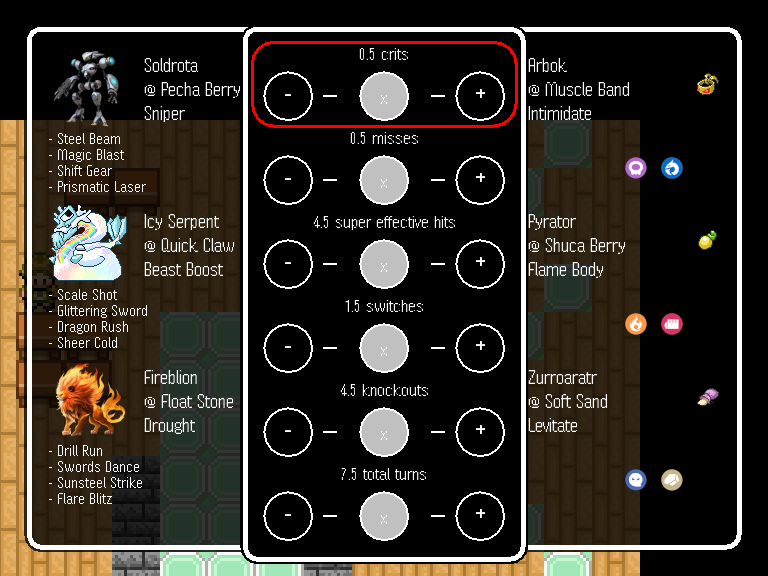 Soldrota
@ Pecha Berry
Sniper
- Steel Beam
- Magic Blast
- Shift Gear
- Prismatic Laser
Icy Serpent
@ Quick Claw
Beast Boost
- Scale Shot
- Glittering Sword
- Dragon Rush
- Sheer Cold
Fireblion
@ Float Stone
Drought
- Drill Run
- Swords Dance
- Sunsteel Strike
- Flare Blitz
0.5 crits
- x +
0.5 misses
- x +
4.5 super effective hits
- x +
1.5 switches
- x +
4.5 knockouts
- x +
7.5 total turns
- x +
Arbok
@ Muscle Band
Intimidate
Pyrator
@ Shuca Berry
Flame Body
Zurroaratr
@ Soft Sand
Levitate